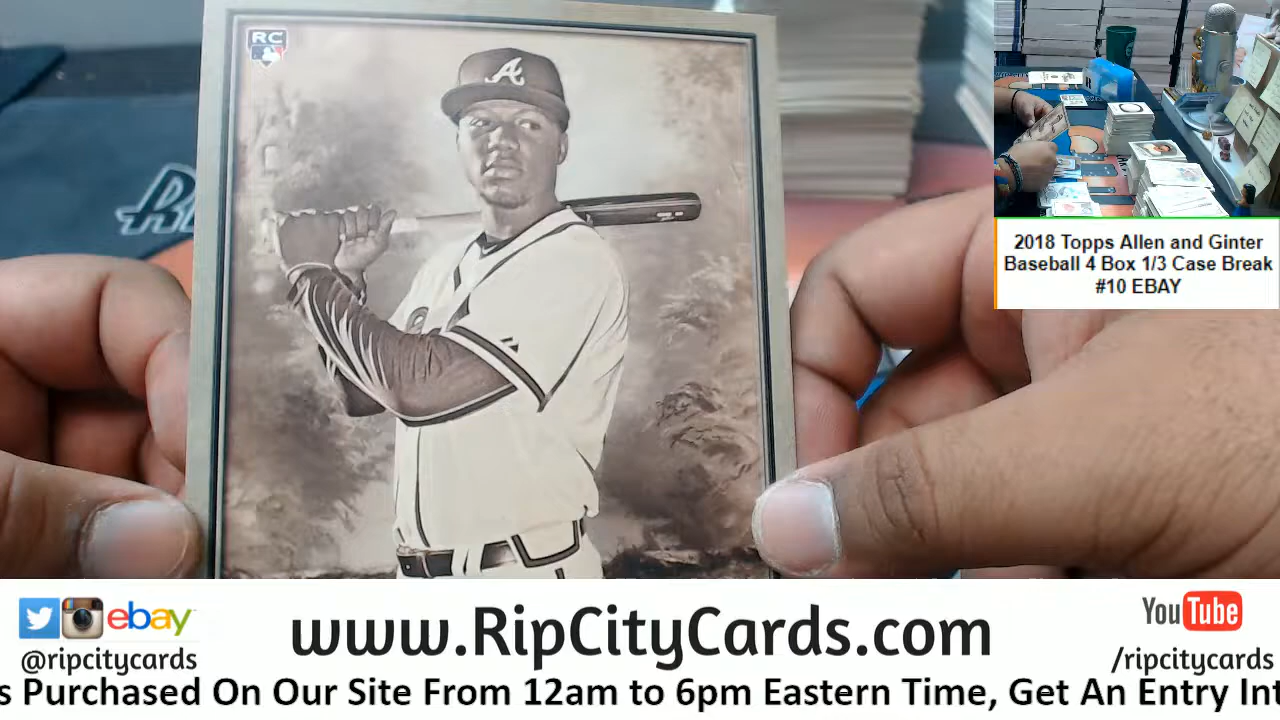 RC
A
2018 Topps Allen and Ginter
Baseball 4 Box 1/3 Case Break
#10 EBAY
ebay
@ripcitycards
www.RipCityCards.com
YouTube
/ripcitycards
s Purchased On Our Site From 12am to 6pm Eastern Time, Get An Entry Int